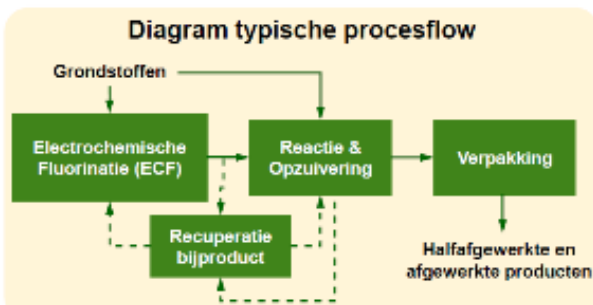 Diagram typische procesflow
Grondstoffen
Electrochemische
Fluorinatie (ECF)
Reactie &
Opzuivering
Verpakking
Recuperatie
bijproduct
Halfafgewerkte en
afgewerkte producten